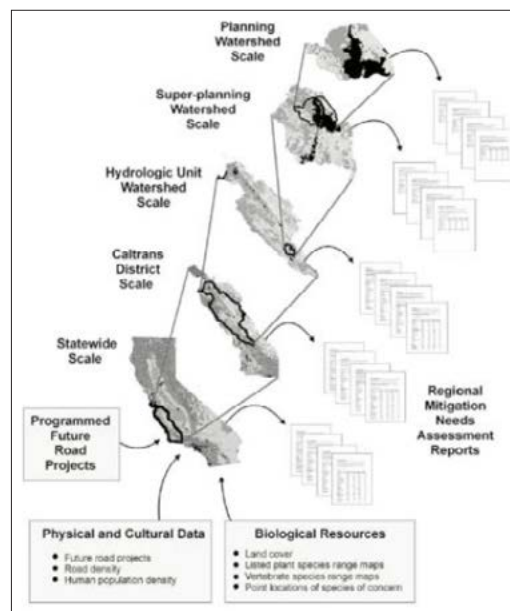 Planning
Watershed
Scale
Super-planning
Watershed
Scale
Hydrologic Unit
Watershed
Scale
Caltrans
District
Scale
Statewide
Scale
Programmed
Future
Road
Projects
Regional
Mitigation
Needs
Assessment
Reports
Physical and Cultural Data
● Future road projects
● Road density
● Human population density
Biological Resources
● Land cover
● Listed plant species range maps
● Vertebrate species range maps
● Point locations of species of concern